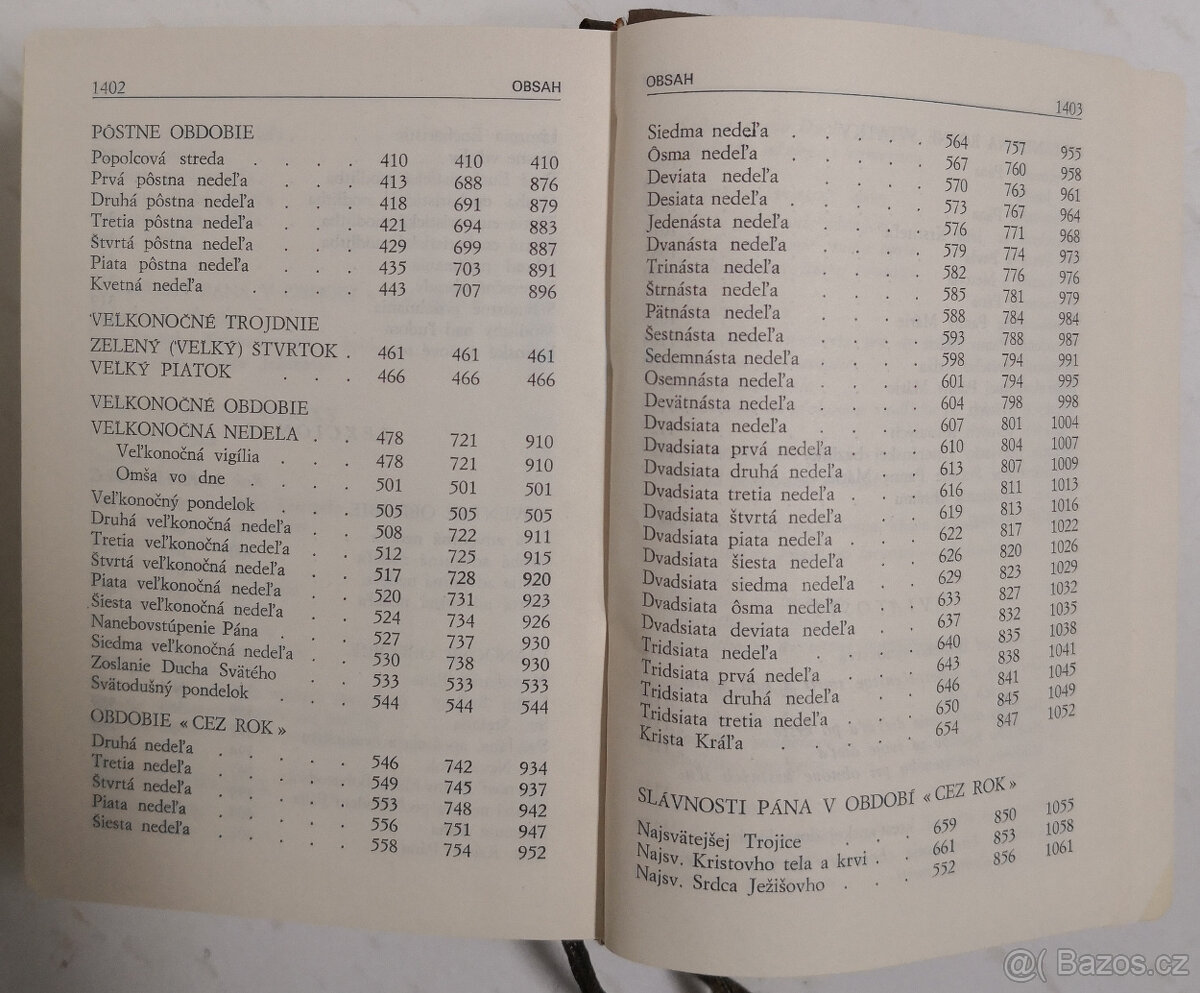 1402 OBSAH
PÔSTNE OBDOBIE
Popolcová streda . . . . 410 410 410
Prvá pôstna nedeľa . . . 413 688 876
Druhá pôstna nedeľa . . . 418 691 879
Tretia pôstna nedeľa . . . 421 694 883
Štvrtá pôstna nedeľa . . . 429 699 887
Piata pôstna nedeľa . . . 435 703 891
Kvetná nedeľa . . . . 443 707 896
VELKONOČNÉ TROJDNIE
ZELENÝ (VELKÝ) ŠTVRTOK . 461 461 461
VELKÝ PIATOK . . . 466 466 466
VELKONOČNÉ OBDOBIE
VELKONOČNÁ NEDELA . . 478 721 910
Veľkonočná vigília . . . 478 721 910
Omša vo dne . . . . 501 501 501
Veľkonočný pondelok . . . 505 505 505
Druhá veľkonočná nedeľa . . 508 722 911
Tretia veľkonočná nedeľa . . 512 725 915
Štvrtá veľkonočná nedeľa . . 517 728 920
Piata veľkonočná nedeľa . . 520 731 923
Šiesta veľkonočná nedeľa . . 524 734 926
Nanebovstúpenie Pána . . . 527 737 930
Siedma veľkonočná nedeľa . . 530 738 930
Zoslanie Ducha Svätého . . 533 533 533
Svätodušný pondelok . . . 544 544 544
OBDOBIE «CEZ ROK»
Druhá nedeľa . . . . . 546 742 934
Tretia nedeľa . . . . . 549 745 937
Štvrtá nedeľa . . . . . 553 748 942
Piata nedeľa . . . . . 556 751 947
Šiesta nedeľa . . . . . 558 754 952
OBSAH 1403
Siedma nedeľa . . . . . 564 757 955
Ôsma nedeľa . . . . . 567 760 958
Deviata nedeľa . . . . . 570 763 961
Desiata nedeľa . . . . . 573 767 964
Jedenásta nedeľa . . . . 576 771 968
Dvanásta nedeľa . . . . 579 774 973
Trinásta nedeľa . . . . 582 776 976
Štrnásta nedeľa . . . . 585 781 979
Pätnásta nedeľa . . . . 588 784 984
Šestnásta nedeľa . . . . 593 788 987
Sedemnásta nedeľa . . . . 598 794 991
Osemnásta nedeľa . . . . 601 794 995
Devätnásta nedeľa . . . . 604 798 998
Dvadsiata nedeľa . . . . 607 801 1004
Dvadsiata prvá nedeľa . . . 610 804 1007
Dvadsiata druhá nedeľa . . . 613 807 1009
Dvadsiata tretia nedeľa . . . 616 811 1013
Dvadsiata štvrtá nedeľa . . . 619 813 1016
Dvadsiata piata nedeľa . . . 622 817 1022
Dvadsiata šiesta nedeľa . . . 626 820 1026
Dvadsiata siedma nedeľa . . 629 823 1029
Dvadsiata ôsma nedeľa . . . 633 827 1032
Dvadsiata deviata nedeľa . . 637 832 1035
Tridsiata nedeľa . . . . 640 835 1038
Tridsiata prvá nedeľa . . . 643 838 1041
Tridsiata druhá nedeľa . . . 646 841 1045
Tridsiata tretia nedeľa . . . 650 845 1049
Krista Kráľa . . . . . 654 847 1052
SLÁVNOSTI PÁNA V OBDOBÍ «CEZ ROK»
Najsvätejšej Trojice . . . 659 850 1055
Najsv. Kristovho tela a krvi . . 661 853 1058
Najsv. Srdca Ježišovho . . . 552 856 1061
@( Bazos.cz